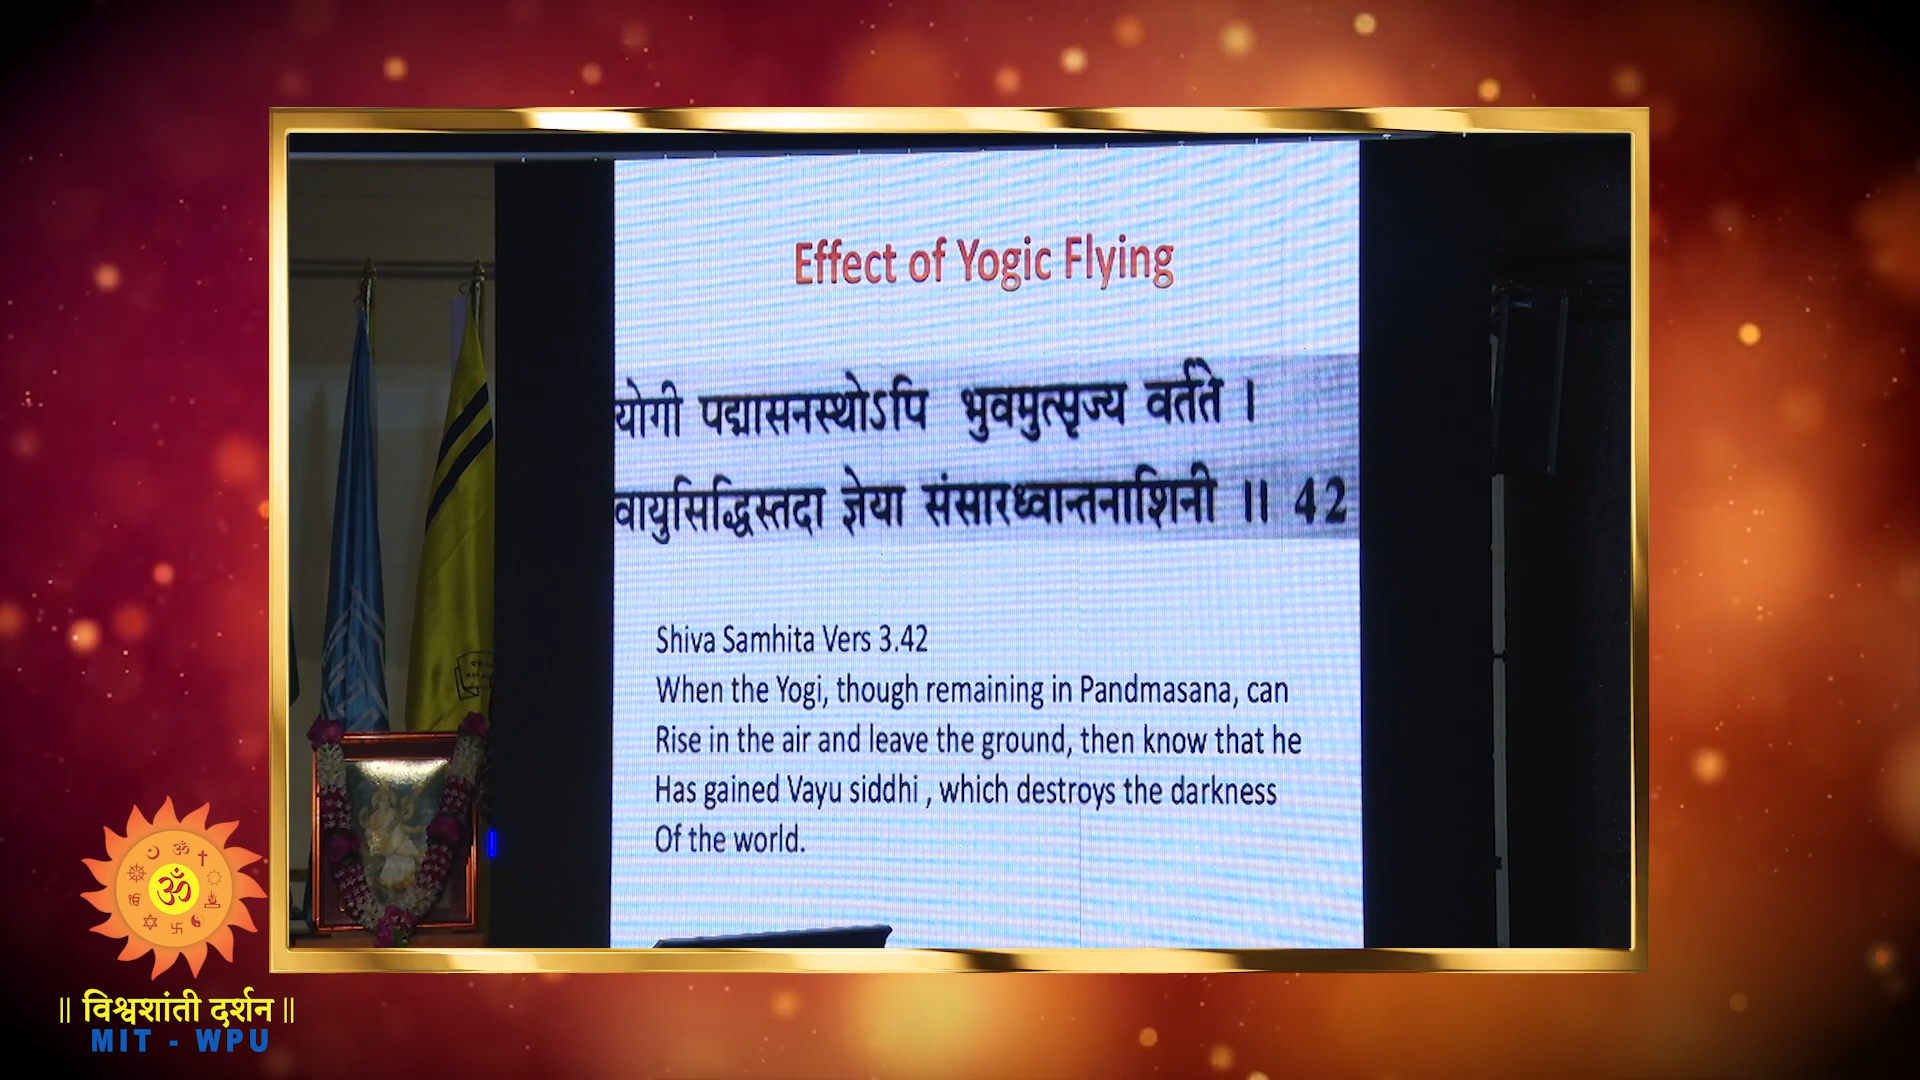 Effect of Yogic Flying
योगी पद्मासनस्थोऽपि भुवमुत्सृज्य वर्तते ।
वायुसिद्धिस्तदा ज्ञेया संसारध्वान्तनाशिनी ॥ 42
Shiva Samhita Vers 3.42
When the Yogi, though remaining in Pandmasana, can
Rise in the air and leave the ground, then know that he
Has gained Vayu siddhi , which destroys the darkness
Of the world.
॥ विश्वशांती दर्शन ॥
MIT - WPU